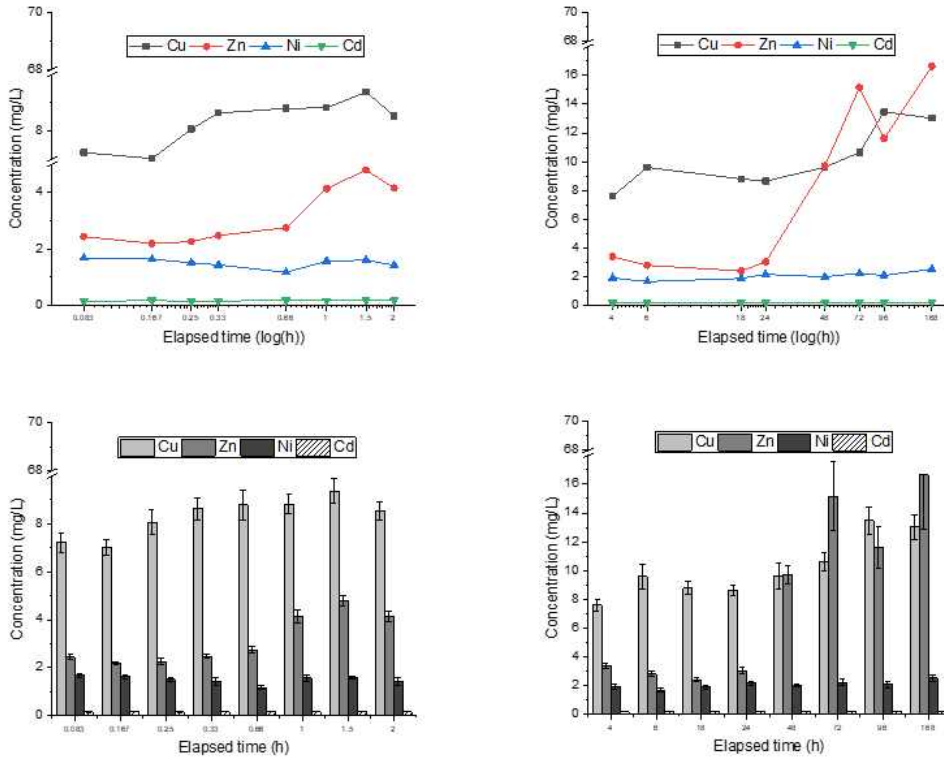 70
68
8
4
2
0
Concentration (mg/L)
Cu Zn Ni Cd
0.083 0.167 0.25 0.33 0.66 1 1.5 2
Elapsed time (log(h))
70
68
16
14
12
10
8
6
4
2
0
Concentration (mg/L)
Cu Zn Ni Cd
4 6 18 24 48 72 96 168
Elapsed time (log(h))
70
68
8
6
4
2
0
Concentration (mg/L)
Cu Zn Ni Cd
0.083 0.167 0.25 0.33 0.66 1 1.5 2
Elapsed time (h)
70
68
16
14
12
10
8
6
4
2
0
Concentration (mg/L)
Cu Zn Ni Cd
4 6 18 24 48 72 96 168
Elapsed time (h)